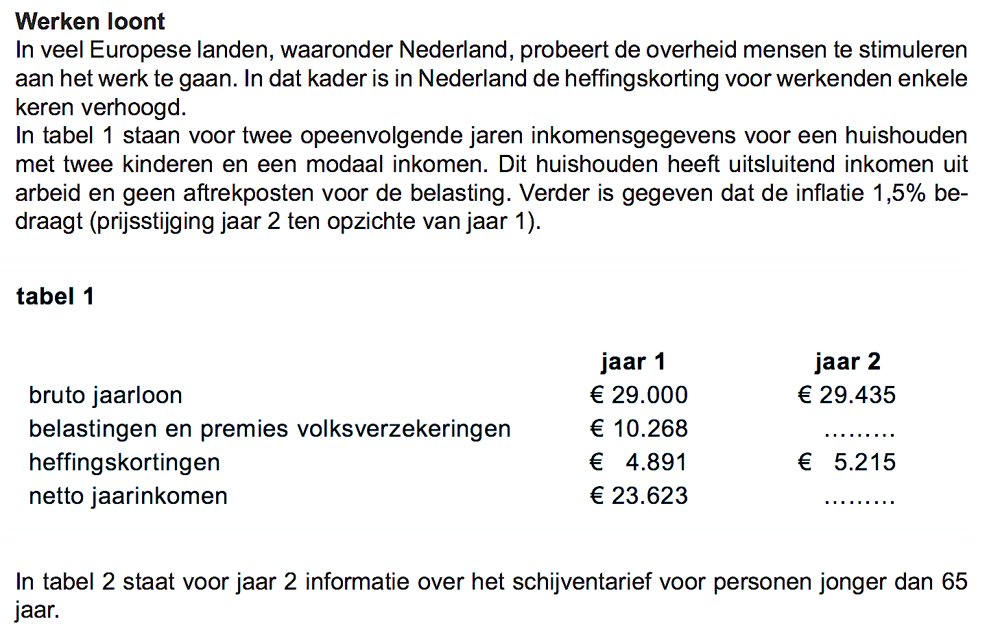 Werken loont
In veel Europese landen, waaronder Nederland, probeert de overheid mensen te stimuleren
aan het werk te gaan. In dat kader is in Nederland de heffingskorting voor werkenden enkele
keren verhoogd.
In tabel 1 staan voor twee opeenvolgende jaren inkomensgegevens voor een huishouden
met twee kinderen en een modaal inkomen. Dit huishouden heeft uitsluitend inkomen uit
arbeid en geen aftrekposten voor de belasting. Verder is gegeven dat de inflatie 1,5% be-
draagt (prijsstijging jaar 2 ten opzichte van jaar 1).
tabel 1
jaar 1 jaar 2
bruto jaarloon € 29.000 € 29.435
belastingen en premies volksverzekeringen € 10.268 .........
heffingskortingen € 4.891 € 5.215
netto jaarinkomen € 23.623 .........
In tabel 2 staat voor jaar 2 informatie over het schijventarief voor personen jonger dan 65
jaar.